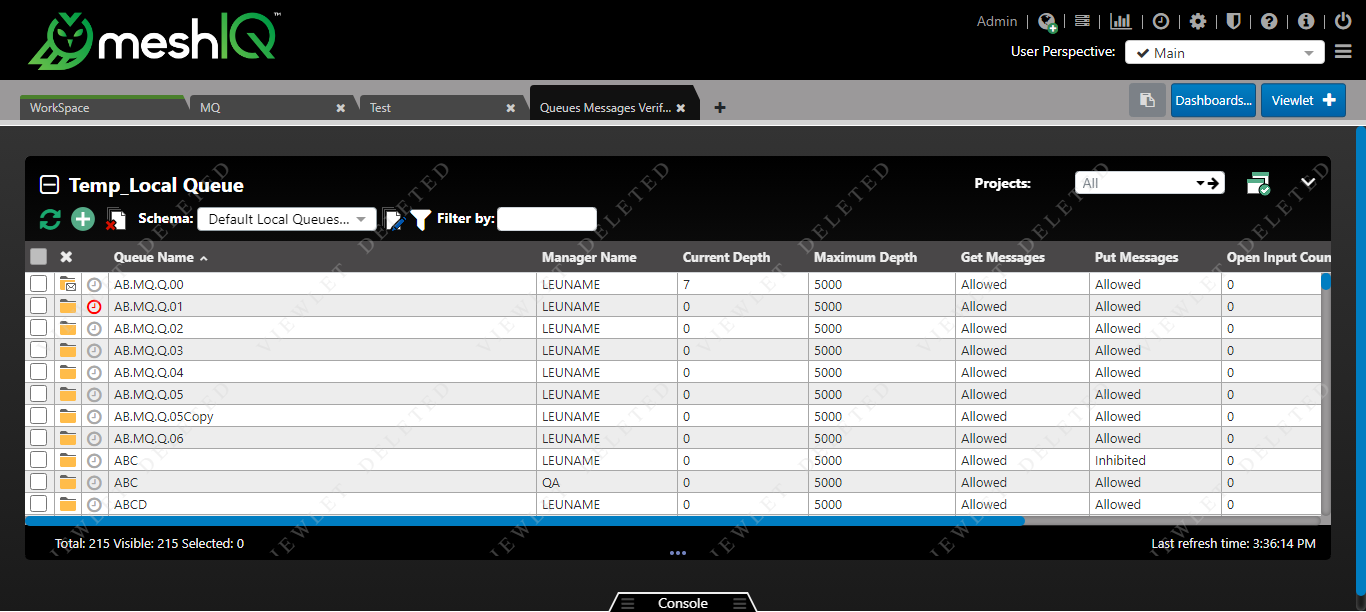 meshIQ™
Admin
User Perspective: Main
WorkSpace MQ Test Queues Messages Verif... Dashboards... Viewlet
Temp_Local Queue Projects: All
Schema: Default Local Queues... Filter by:
Queue Name Manager Name Current Depth Maximum Depth Get Messages Put Messages Open Input Coun
AB.MQ.Q.00 LEUNAME 7 5000 Allowed Allowed 0
AB.MQ.Q.01 LEUNAME 0 5000 Allowed Allowed 0
AB.MQ.Q.02 LEUNAME 0 5000 Allowed Allowed 0
AB.MQ.Q.03 LEUNAME 0 5000 Allowed Allowed 0
AB.MQ.Q.04 LEUNAME 0 5000 Allowed Allowed 0
AB.MQ.Q.05 LEUNAME 0 5000 Allowed Allowed 0
AB.MQ.Q.05Copy LEUNAME 0 5000 Allowed Allowed 0
AB.MQ.Q.06 LEUNAME 0 5000 Allowed Allowed 0
ABC LEUNAME 0 5000 Allowed Inhibited 0
ABC QA 0 5000 Allowed Allowed 0
ABCD LEUNAME 0 5000 Allowed Allowed 0
VIEWLET DELETED
Total: 215 Visible: 215 Selected: 0 Last refresh time: 3:36:14 PM
Console